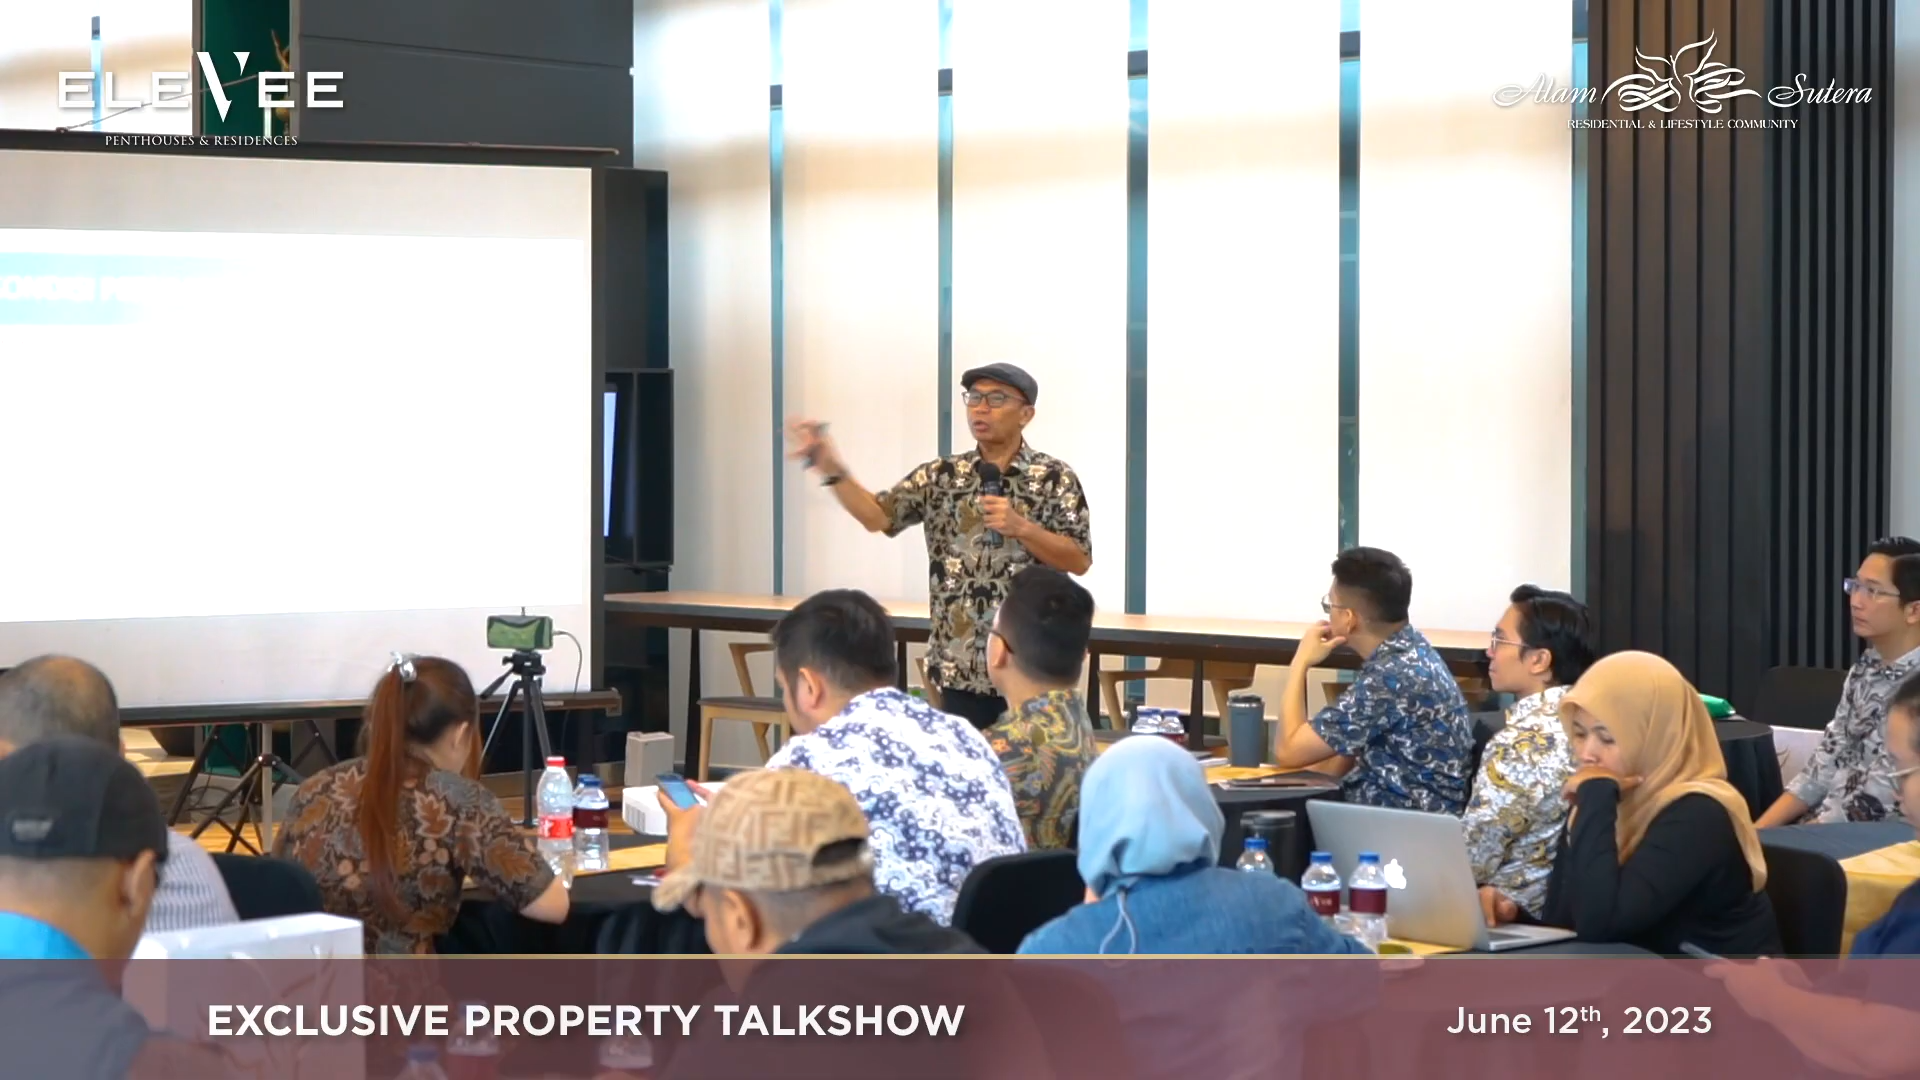 ELEVEE
PENTHOUSES & RESIDENCES
Alam Sutera
RESIDENTIAL & LIFESTYLE COMMUNITY
EXCLUSIVE PROPERTY TALKSHOW
June 12th, 2023